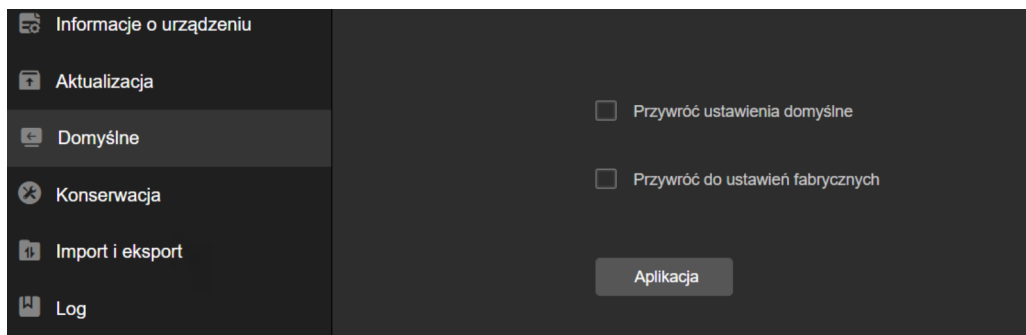 Informacje o urządzeniu
Aktualizacja
Domyślne
Konserwacja
Import i eksport
Log
Przywróć ustawienia domyślne
Przywróć do ustawień fabrycznych
Aplikacja